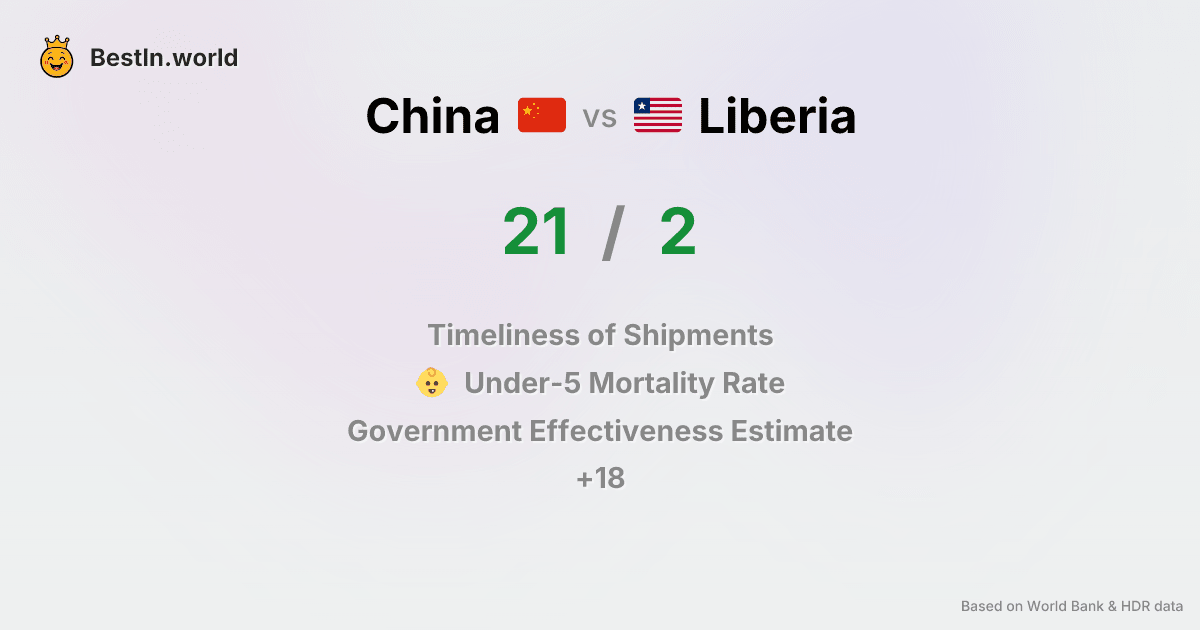 BestIn.world
China vs Liberia
21 / 2
Timeliness of Shipments
Under-5 Mortality Rate
Government Effectiveness Estimate
+18
Based on World Bank & HDR data